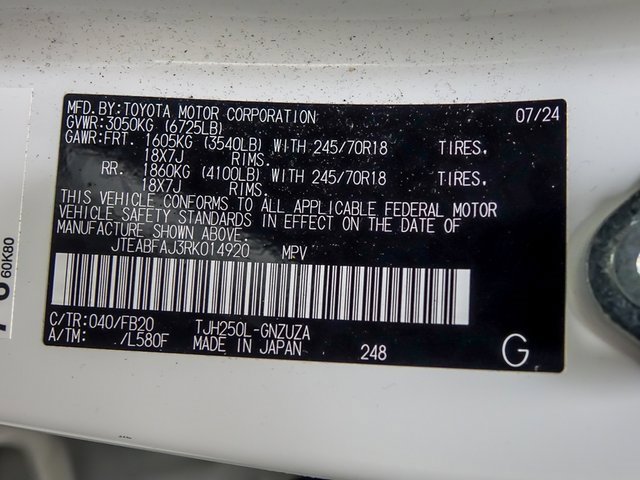 MFD.BY:TOYOTA MOTOR CORPORATION 07/24
GVWR:3050KG (6725LB)
GAWR:FRT. 1605KG (3540LB) WITH 245/70R18 TIRES.
18X7J RIMS.
RR. 1860KG (4100LB) WITH 245/70R18 TIRES.
18X7J RIMS.
THIS VEHICLE CONFORMS TO ALL APPLICABLE FEDERAL MOTOR
VEHICLE SAFETY STANDARDS IN EFFECT ON THE DATE OF
MANUFACTURE SHOWN ABOVE.
JTEABFAJ3RK014920 MPV
C/TR:040/FB20 TJH250L-GNZUZA
A/TM: /L580F MADE IN JAPAN 248 G
60K80